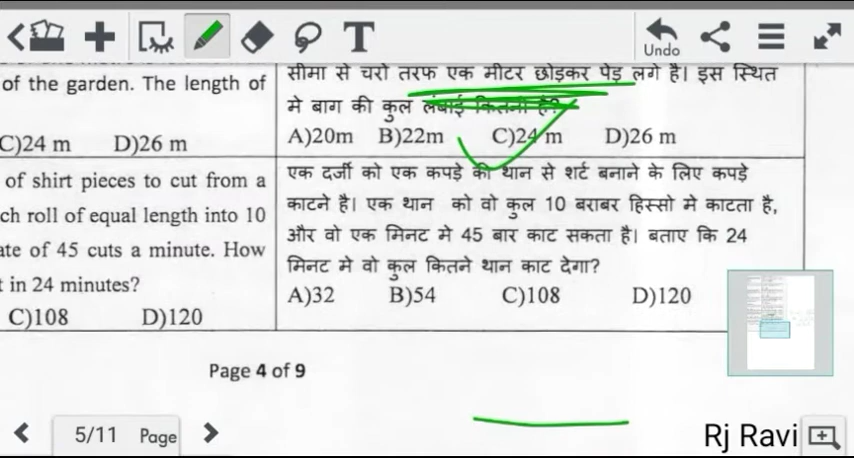 Undo
of the garden. The length of
C)24 m D)26 m
सीमा से चारो तरफ एक मीटर छोड़कर पेड़ लगे है। इस स्थित
मे बाग की कुल लंबाई कितनी है?
A)20m B)22m C)24 m D)26 m
of shirt pieces to cut from a
ch roll of equal length into 10
ate of 45 cuts a minute. How
t in 24 minutes?
C)108 D)120
एक दर्जी को एक कपड़े की थान से शर्ट बनाने के लिए कपड़े
काटने है। एक थान को वो कुल 10 बराबर हिस्सो मे काटता है,
और वो एक मिनट मे 45 बार काट सकता है। बताए कि 24
मिनट मे वो कुल कितने थान काट देगा?
A)32 B)54 C)108 D)120
Page 4 of 9
5/11 Page
Rj Ravi